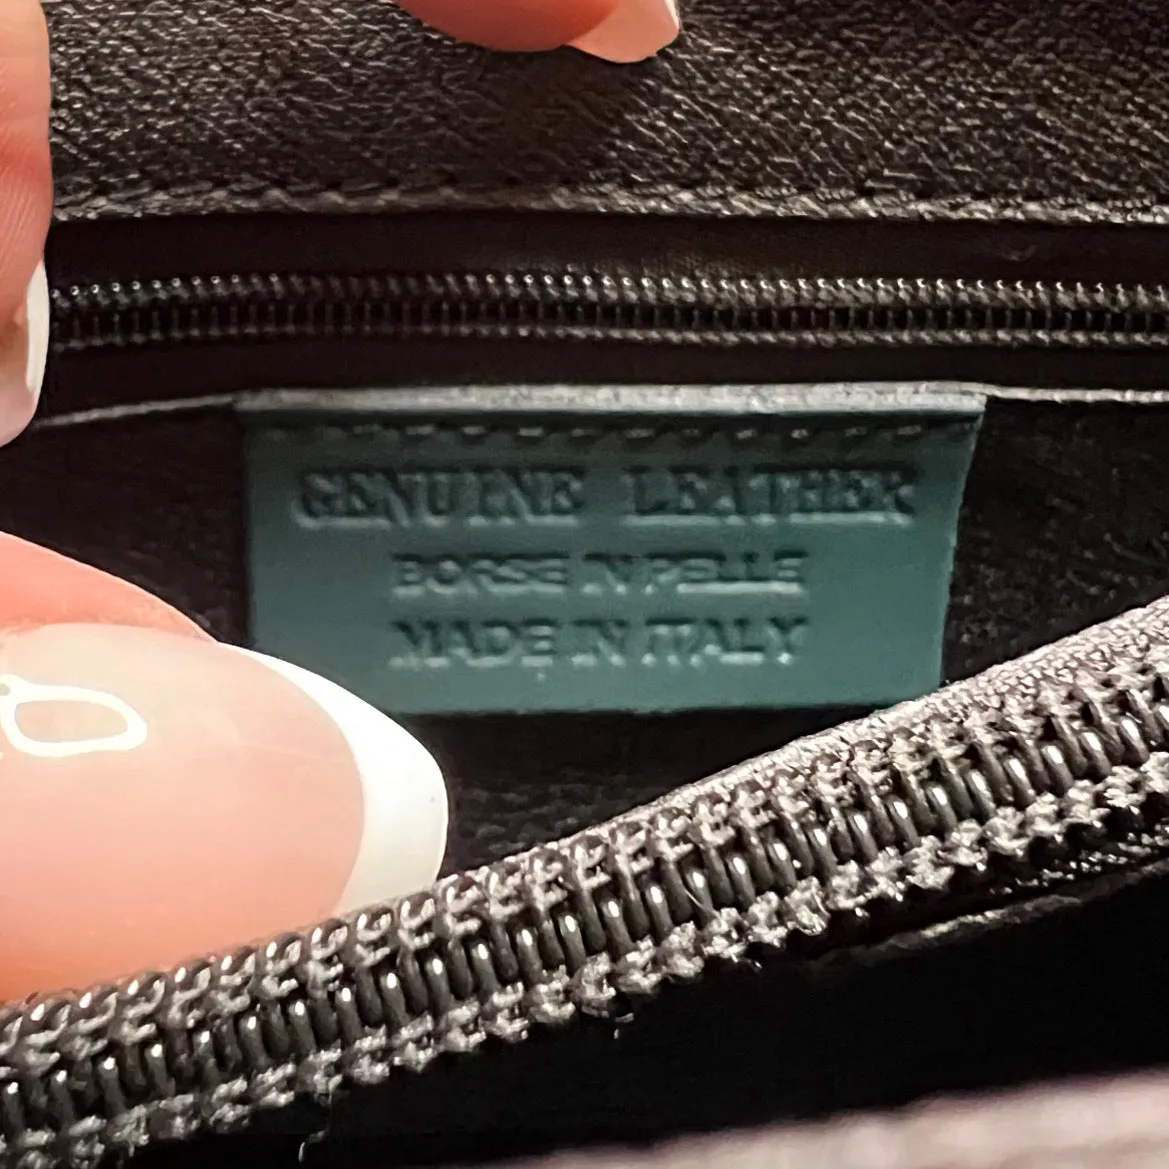 GENUINE LEATHER
BORSE IN PELLE
MADE IN ITALY